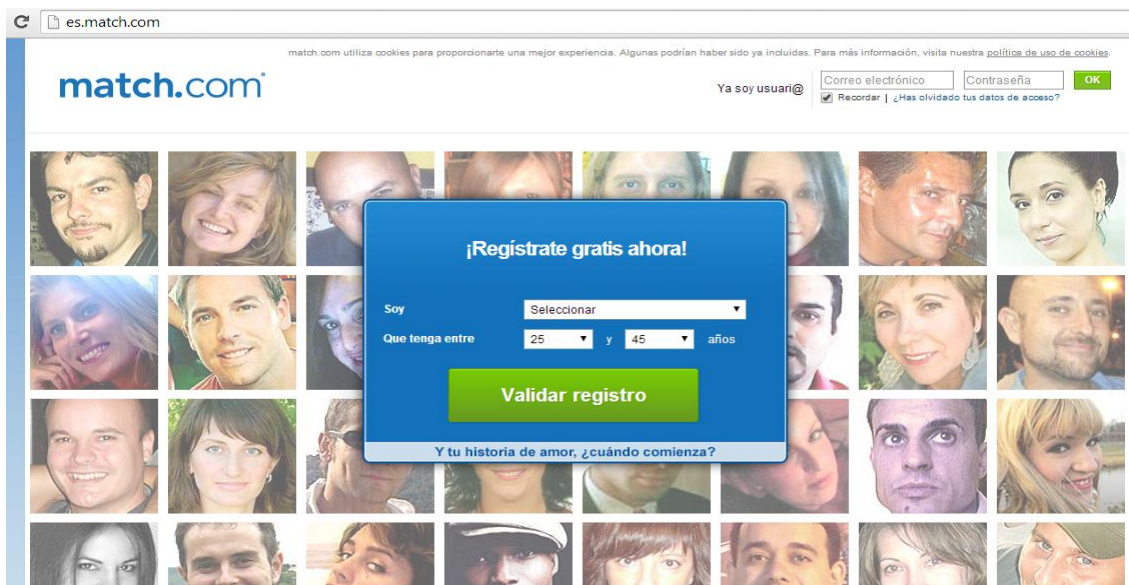 es.match.com
match.com utiliza cookies para proporcionarte una mejor experiencia. Algunas podrían haber sido ya incluidas. Para más información, visita nuestra política de uso de cookies.
match.com
Ya soy usuari@
Correo electrónico
Contraseña
OK
Recordar | ¿Has olvidado tus datos de acceso?
¡Regístrate gratis ahora!
Soy
Seleccionar
Que tenga entre
25
y
45
años
Validar registro
Y tu historia de amor, ¿cuándo comienza?